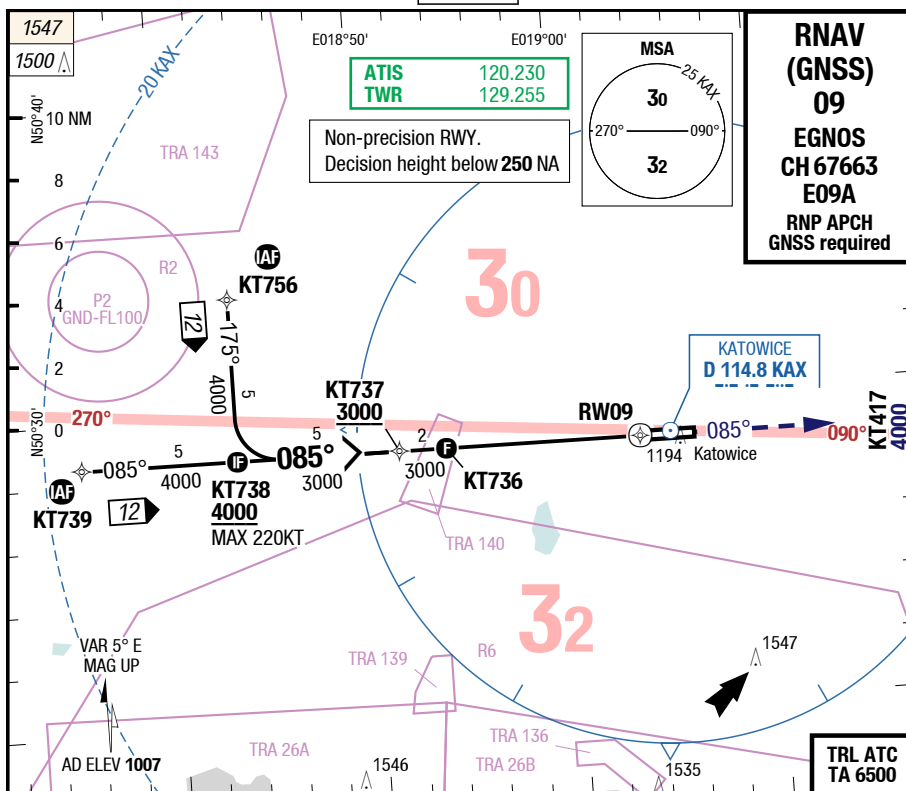 1547
1500
20 KAX
E018°50'
E019°00'
ATIS 120.230
TWR 129.255
Non-precision RWY.
Decision height below 250 NA
MSA
25 KAX
30
270°
090°
32
RNAV
(GNSS)
09
EGNOS
CH 67663
E09A
RNP APCH
GNSS required
N50°40'
10 NM
8
6
4
2
0
N50°30'
TRA 143
R2
P2
GND-FL100
IAF
KT756
12
175°
5
4000
30
KATOWICE
D 114.8 KAX
KT737
3000
RW09
270°
085°
5
4000
IF
085°
5
3000
2
3000
F
KT736
1194
Katowice
085°
090°
KT417
4000
IAF
KT739
12
KT738
4000
MAX 220KT
TRA 140
32
VAR 5° E
MAG UP
AD ELEV 1007
TRA 139
R6
1547
TRA 26A
TRA 136
TRA 26B
1546
1535
TRL ATC
TA 6500